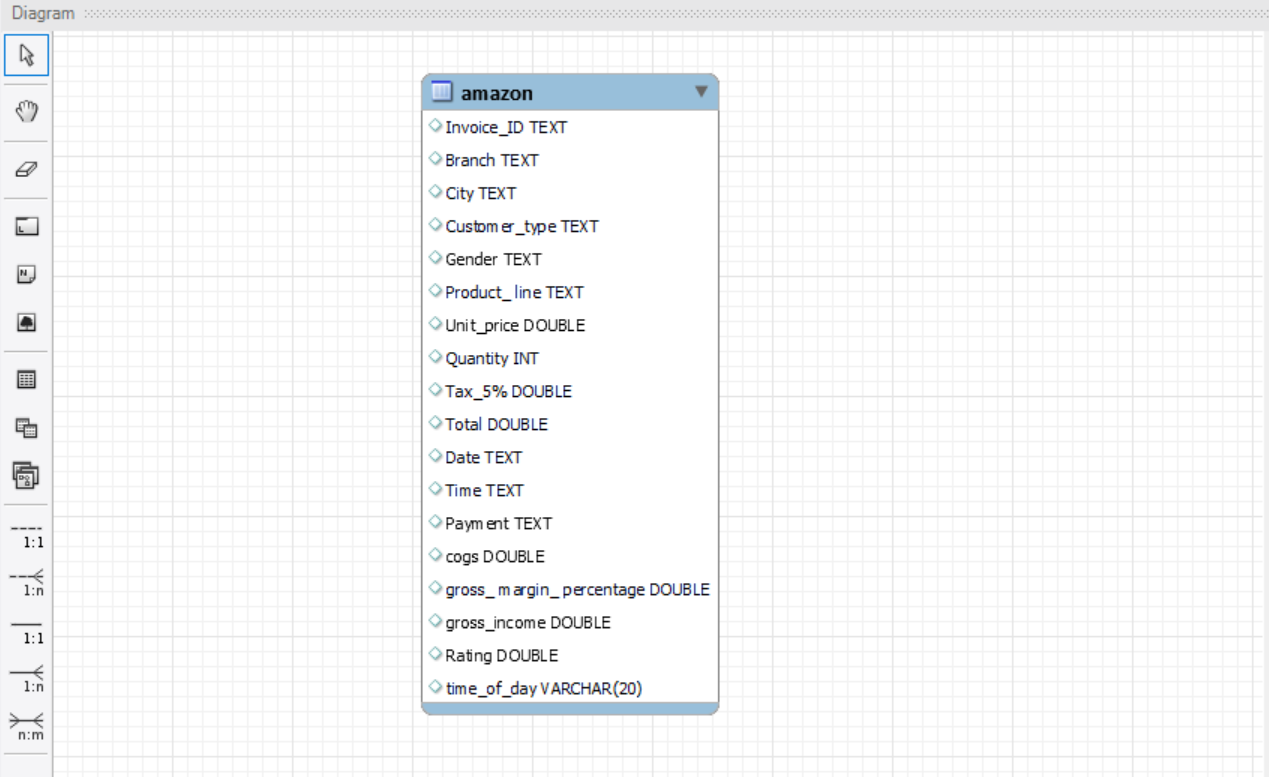 Diagram
amazon
Invoice_ID TEXT
Branch TEXT
City TEXT
Customer_type TEXT
Gender TEXT
Product_line TEXT
Unit_price DOUBLE
Quantity INT
Tax_5% DOUBLE
Total DOUBLE
Date TEXT
Time TEXT
Payment TEXT
cogs DOUBLE
gross_margin_percentage DOUBLE
gross_income DOUBLE
Rating DOUBLE
time_of_day VARCHAR(20)
1:1
1:n
1:1
1:n
n:m